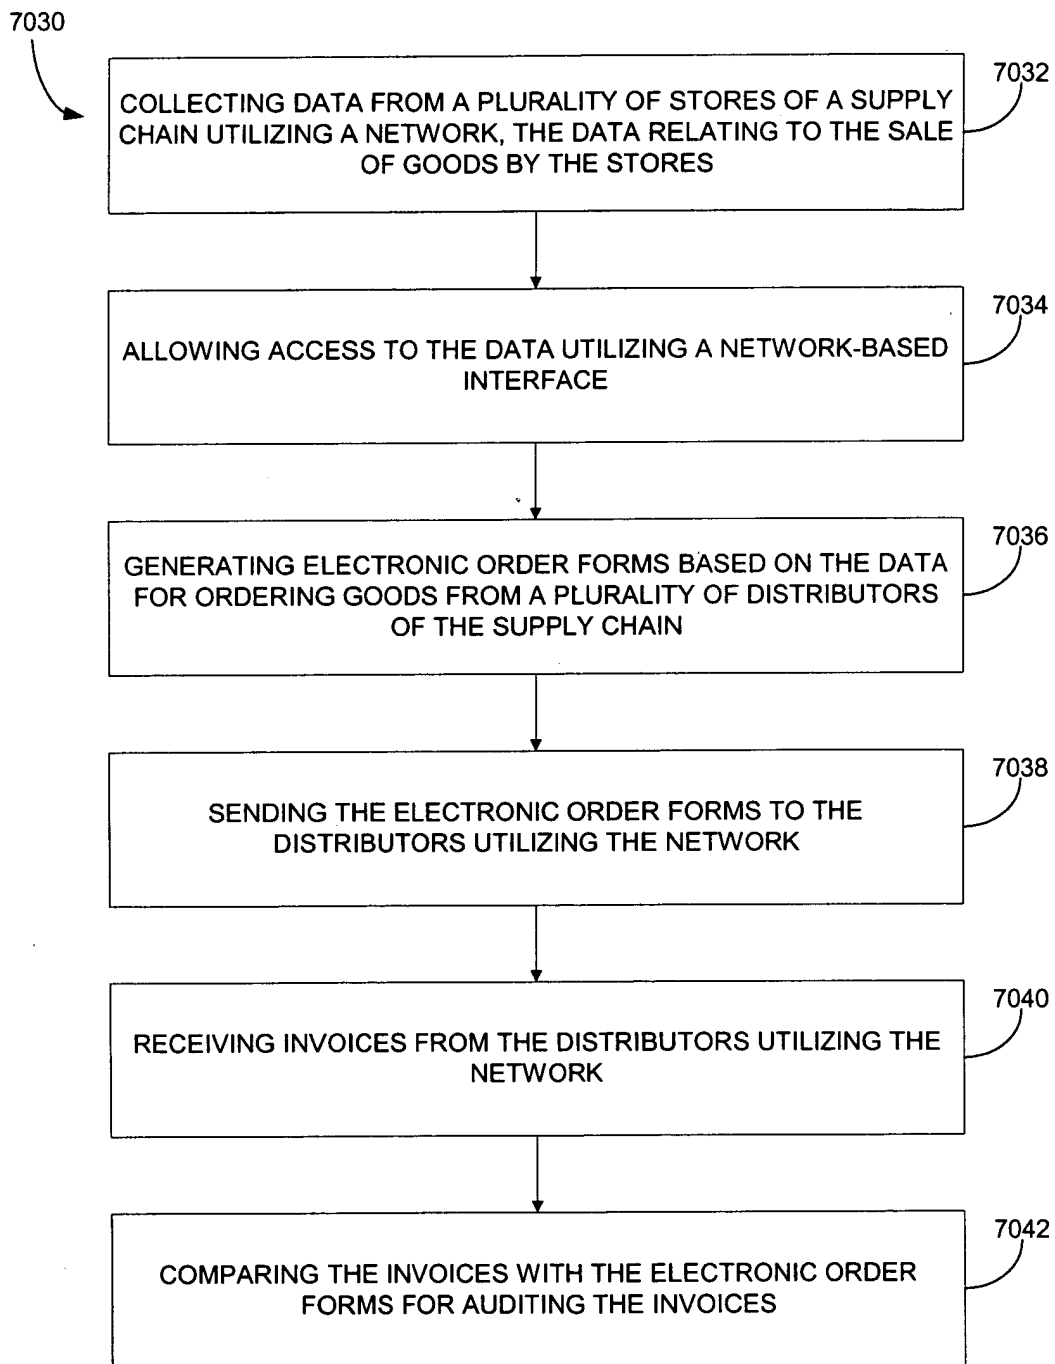 7030
7032
COLLECTING DATA FROM A PLURALITY OF STORES OF A SUPPLY
CHAIN UTILIZING A NETWORK, THE DATA RELATING TO THE SALE
OF GOODS BY THE STORES
7034
ALLOWING ACCESS TO THE DATA UTILIZING A NETWORK-BASED
INTERFACE
7036
GENERATING ELECTRONIC ORDER FORMS BASED ON THE DATA
FOR ORDERING GOODS FROM A PLURALITY OF DISTRIBUTORS
OF THE SUPPLY CHAIN
7038
SENDING THE ELECTRONIC ORDER FORMS TO THE
DISTRIBUTORS UTILIZING THE NETWORK
7040
RECEIVING INVOICES FROM THE DISTRIBUTORS UTILIZING THE
NETWORK
7042
COMPARING THE INVOICES WITH THE ELECTRONIC ORDER
FORMS FOR AUDITING THE INVOICES